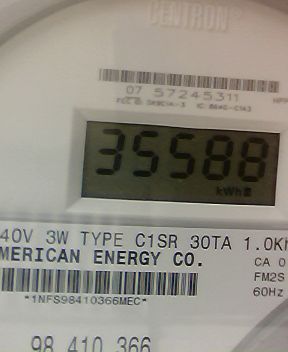 CENTRON®
07 57245311
35588
kWh
40V 3W TYPE C1SR 30TA 1.0Kh
MERICAN ENERGY CO.
CA 0
FM2S
60Hz
*1NFS98410366MEC*
98 410 366